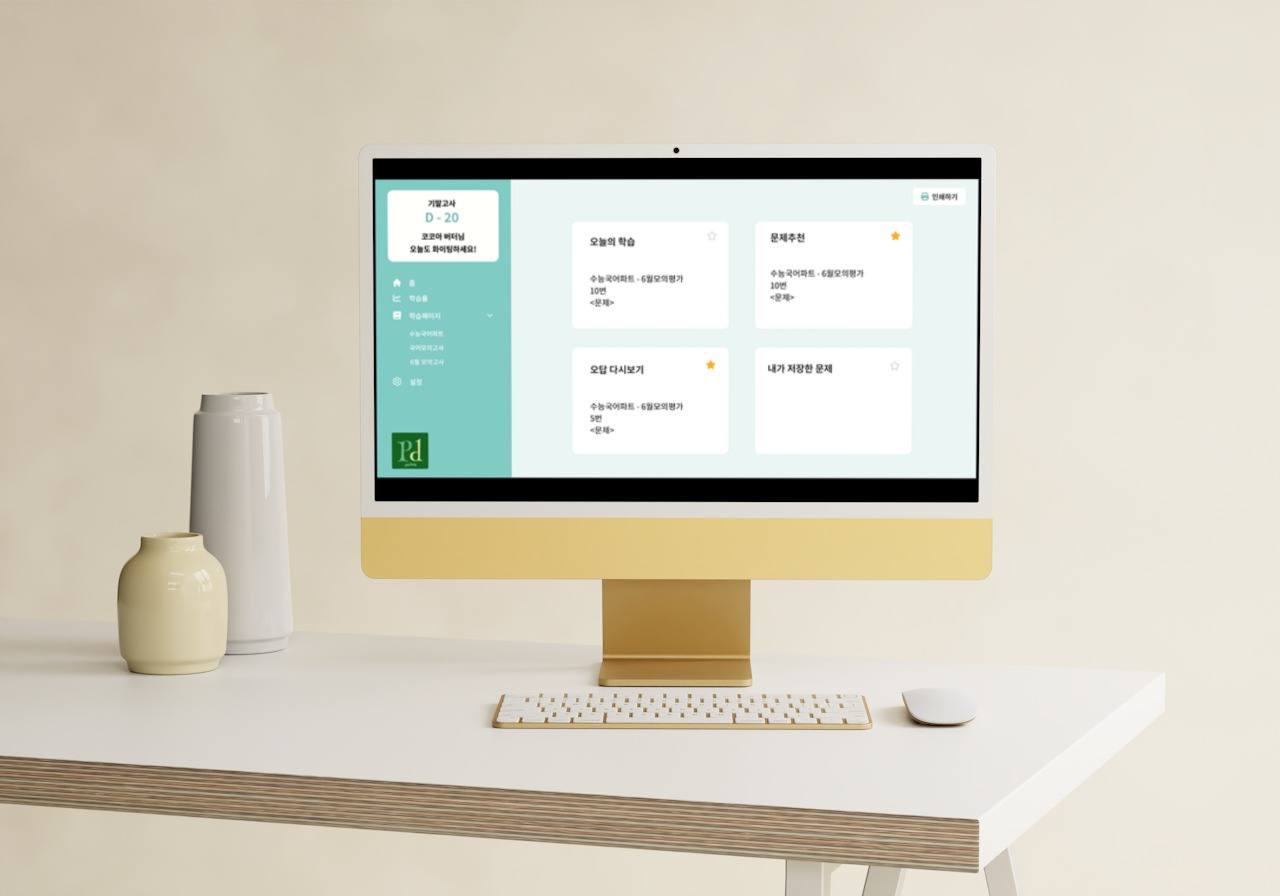 기말고사
D - 20
코코아 버터님
오늘도 화이팅하세요!
홈
학습률
학습페이지
수능국어파트
국어모의고사
6월 모의고사
설정
Pd
인쇄하기
오늘의 학습
수능국어파트 - 6월모의평가
10번
<문제>
문제추천
수능국어파트 - 6월모의평가
10번
<문제>
오답 다시보기
수능국어파트 - 6월모의평가
5번
<문제>
내가 저장한 문제